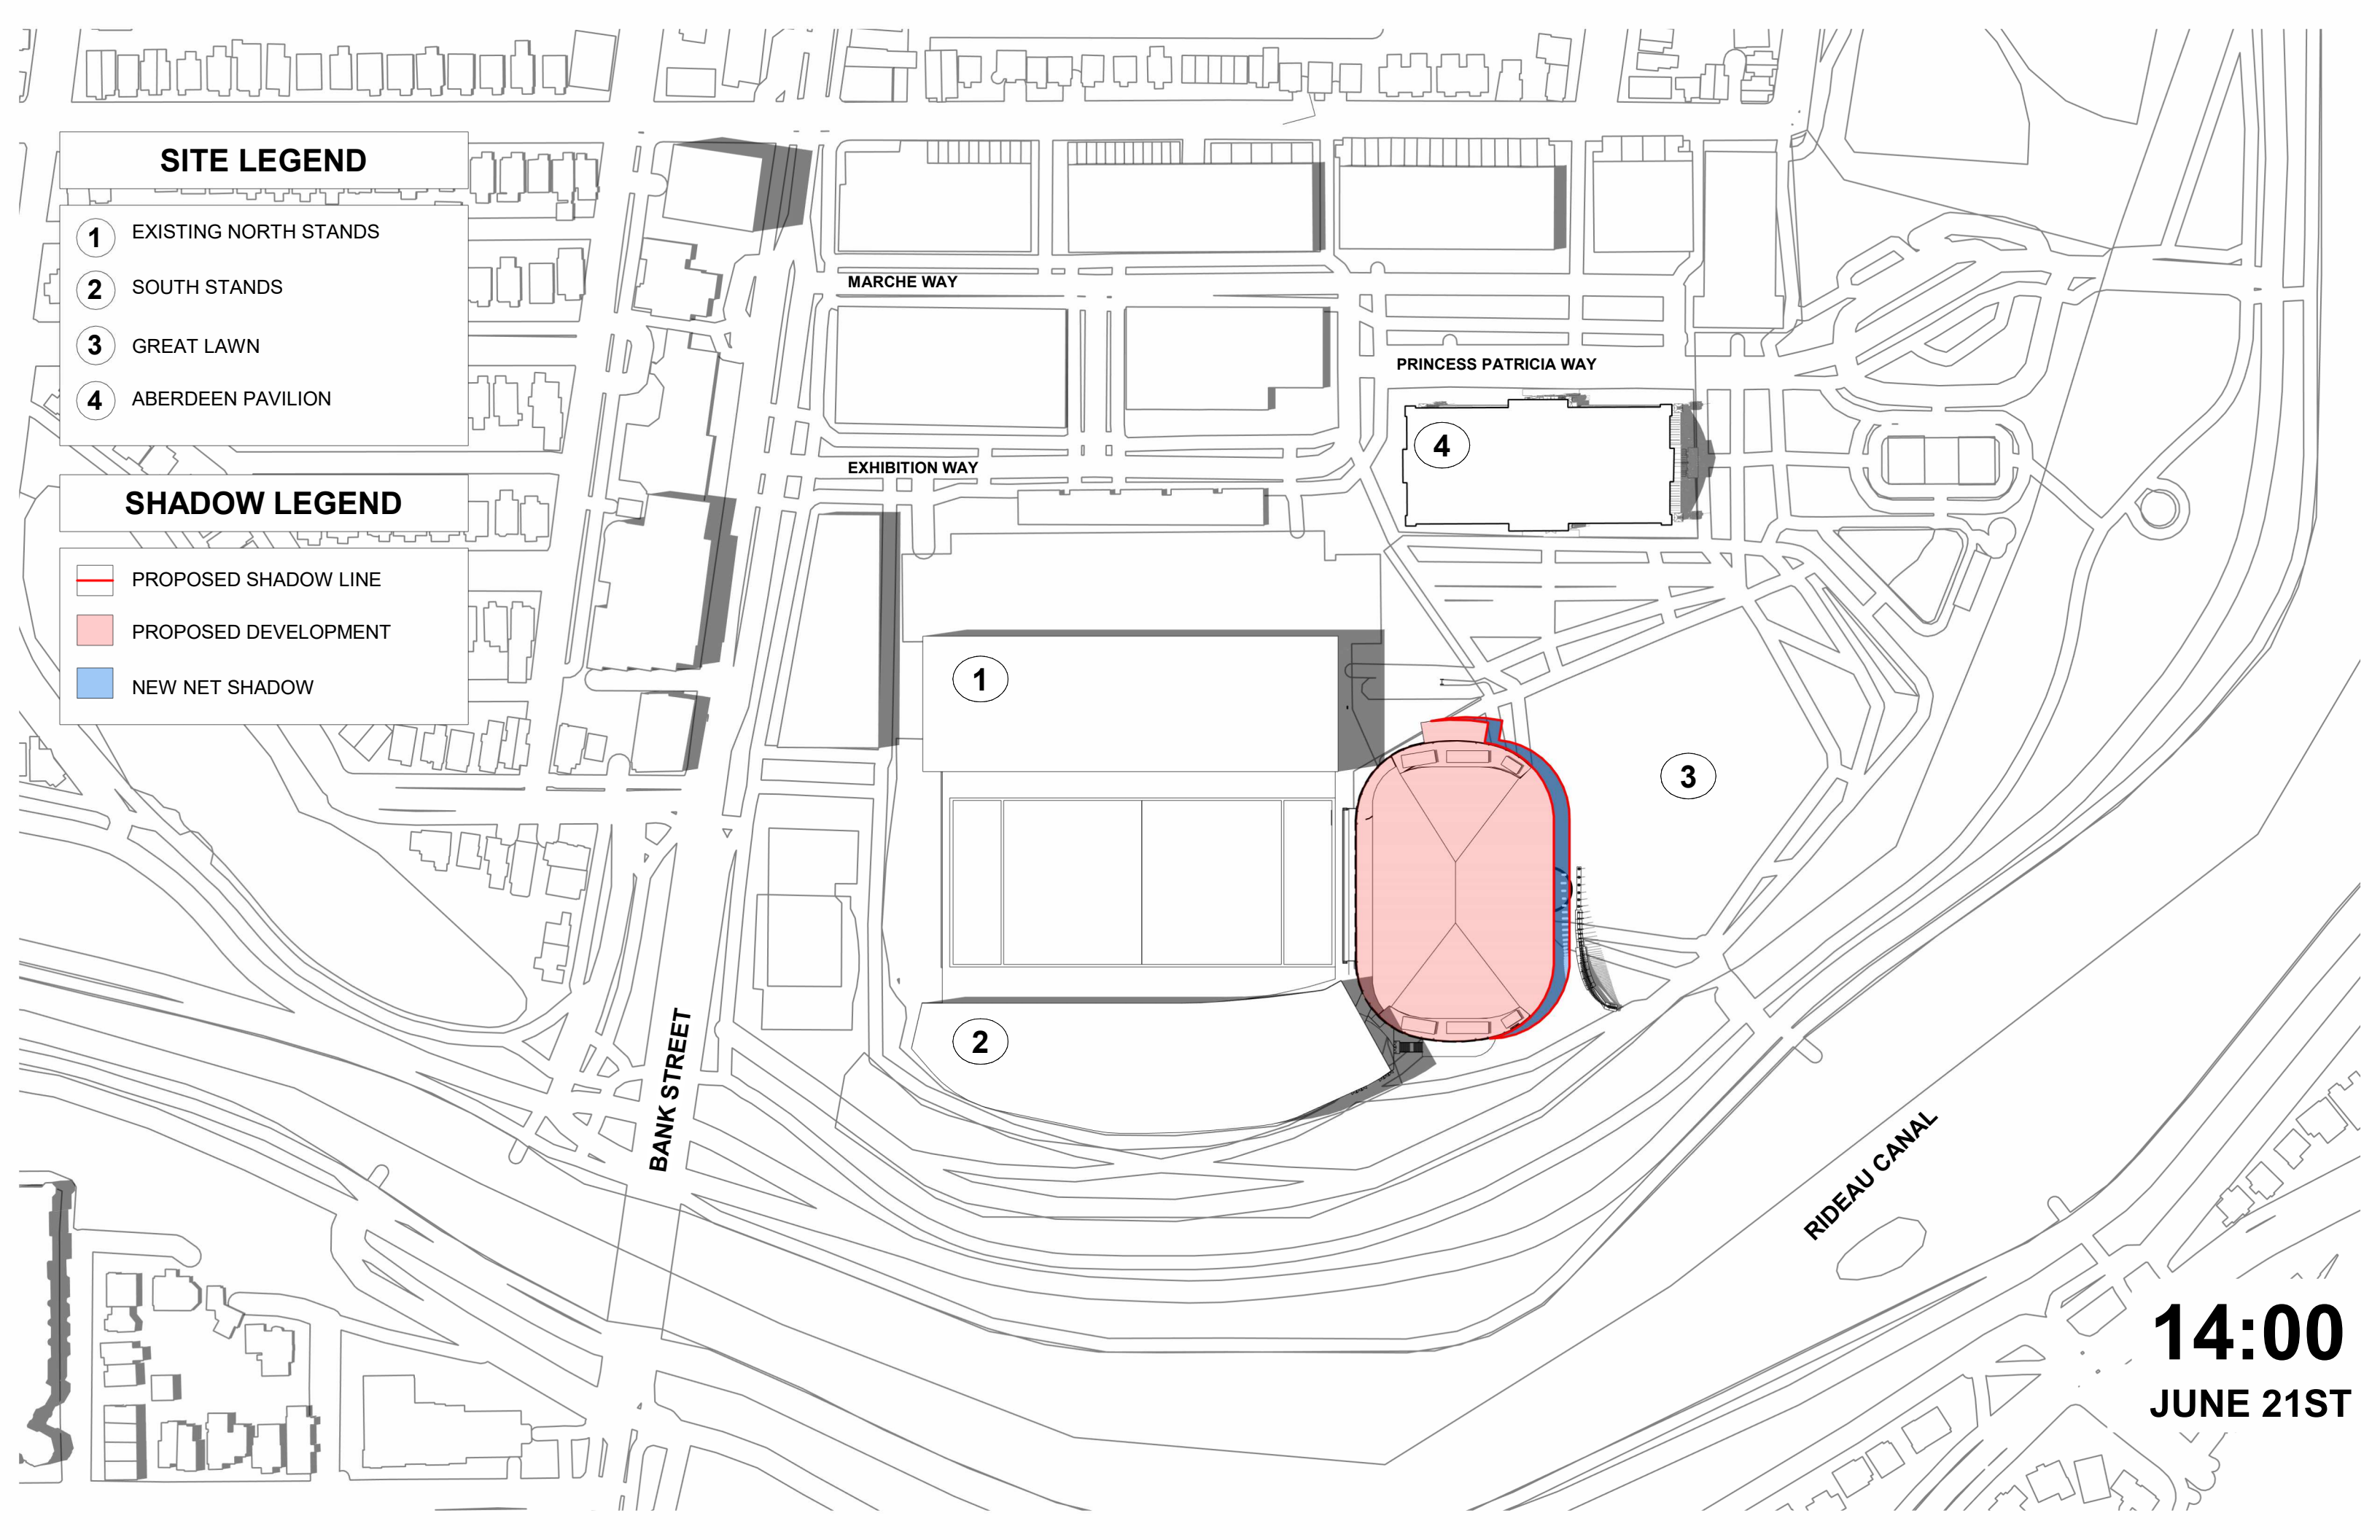 SITE LEGEND
1 EXISTING NORTH STANDS
2 SOUTH STANDS
3 GREAT LAWN
4 ABERDEEN PAVILION
SHADOW LEGEND
PROPOSED SHADOW LINE
PROPOSED DEVELOPMENT
NEW NET SHADOW
MARCHE WAY
PRINCESS PATRICIA WAY
4
EXHIBITION WAY
1
3
2
BANK STREET
RIDEAU CANAL
14:00
JUNE 21ST